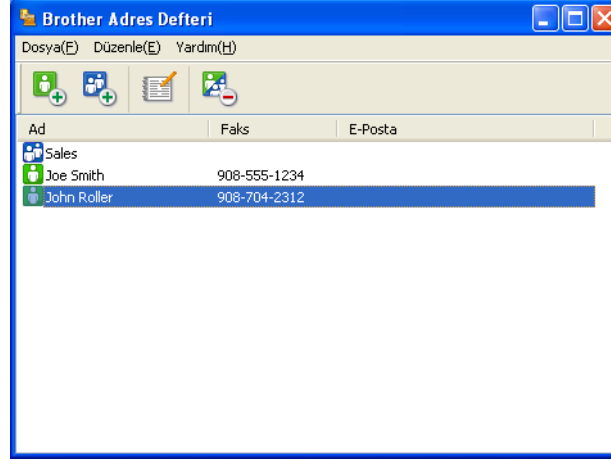 Brother Adres Defteri
Dosya(F) Düzenle(E) Yardım(H)
Ad Faks E-Posta
Sales
Joe Smith 908-555-1234
John Roller 908-704-2312